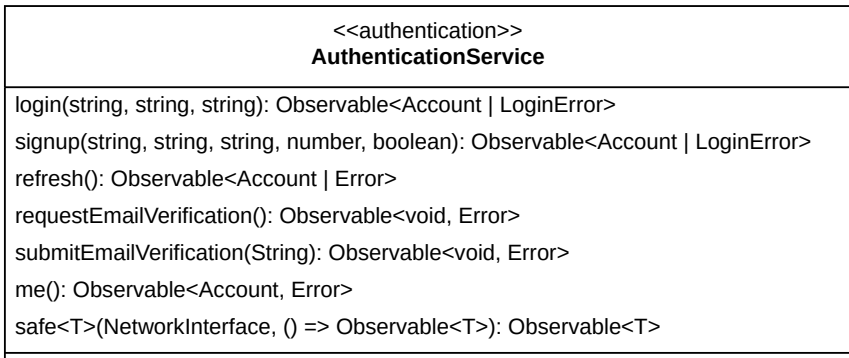 <<authentication>>
AuthenticationService
login(string, string, string): Observable<Account | LoginError>
signup(string, string, string, number, boolean): Observable<Account | LoginError>
refresh(): Observable<Account | Error>
requestEmailVerification(): Observable<void, Error>
submitEmailVerification(String): Observable<void, Error>
me(): Observable<Account, Error>
safe<T>(NetworkInterface, () => Observable<T>): Observable<T>